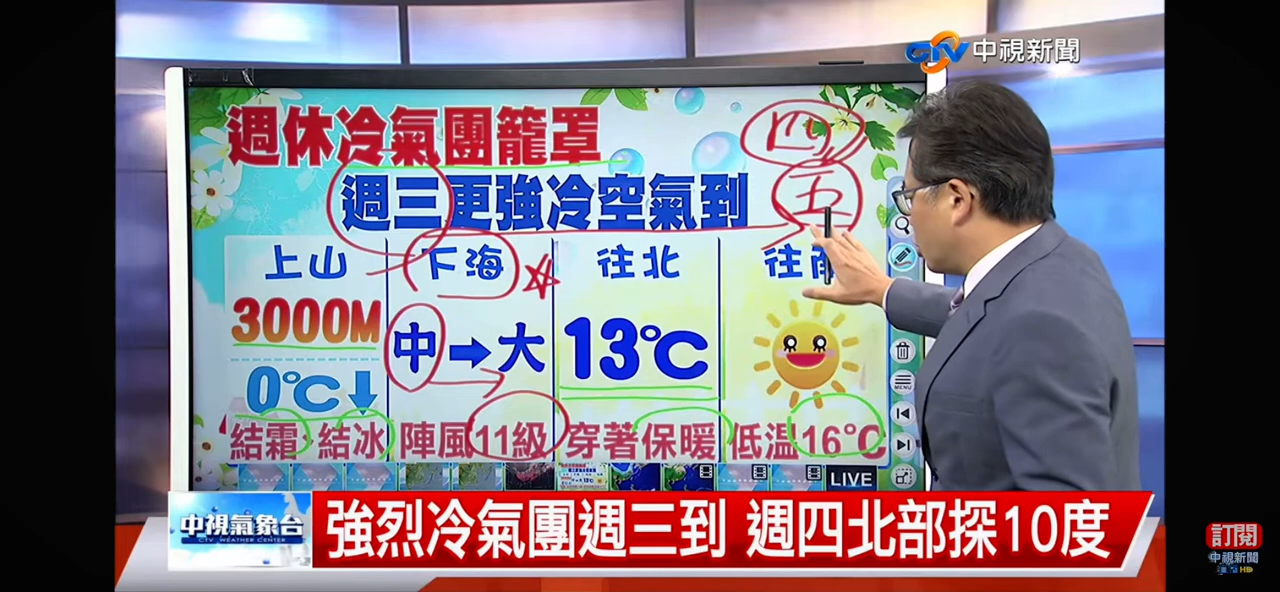 CTV 中視新聞
週休冷氣團籠罩
四
週三更強冷空氣到
五
上山 下海 往北 往南
3000M
中→大
13℃
0℃↓
結霜、結冰 陣風11級 穿著保暖 低温16℃
MENU
LIVE
中視氣象台
CTV WEATHER CENTER
強烈冷氣團週三到 週四北部探10度
訂閱
中視新聞
HD